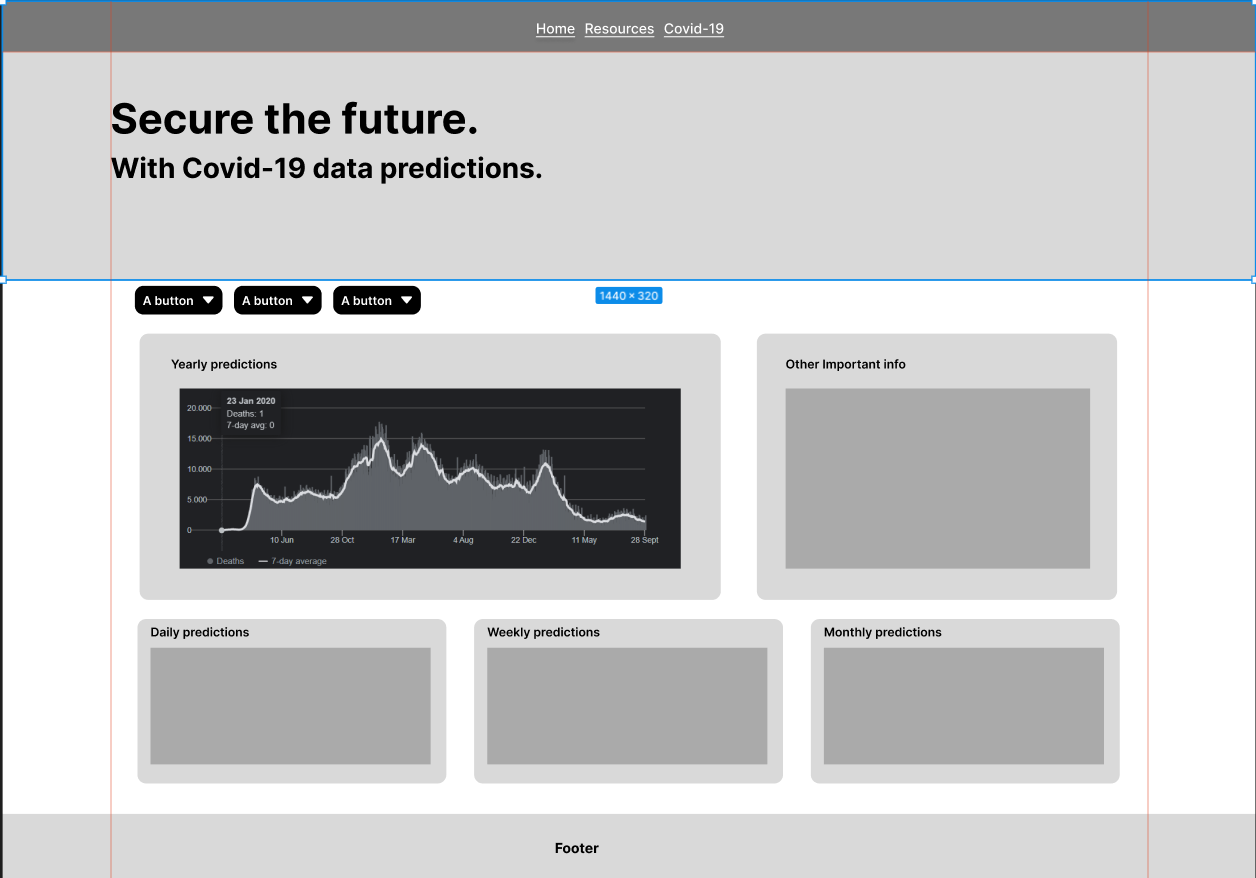 Home Resources Covid-19
Secure the future.
With Covid-19 data predictions.
A button A button A button
1440 × 320
Yearly predictions
23 Jan 2020
Deaths: 1
7-day avg: 0
20.000
15.000
10.000
5.000
0
10 Jun 28 Oct 17 Mar 4 Aug 22 Dec 11 May 28 Sept
Deaths 7-day average
Other Important info
Daily predictions
Weekly predictions
Monthly predictions
Footer